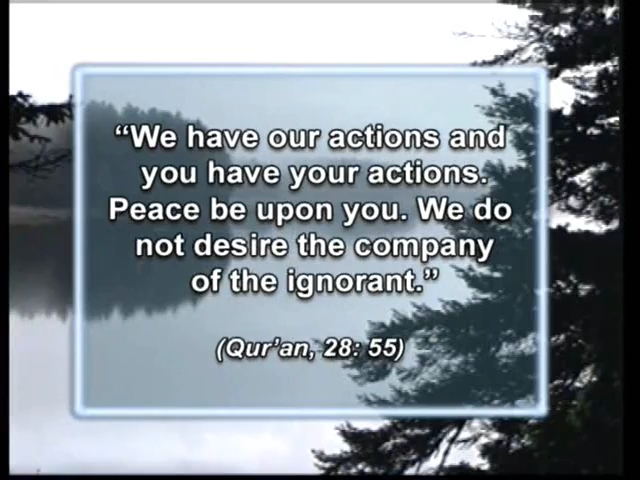 “We have our actions and
you have your actions.
Peace be upon you. We do
not desire the company
of the ignorant.”
(Qur’an, 28: 55)